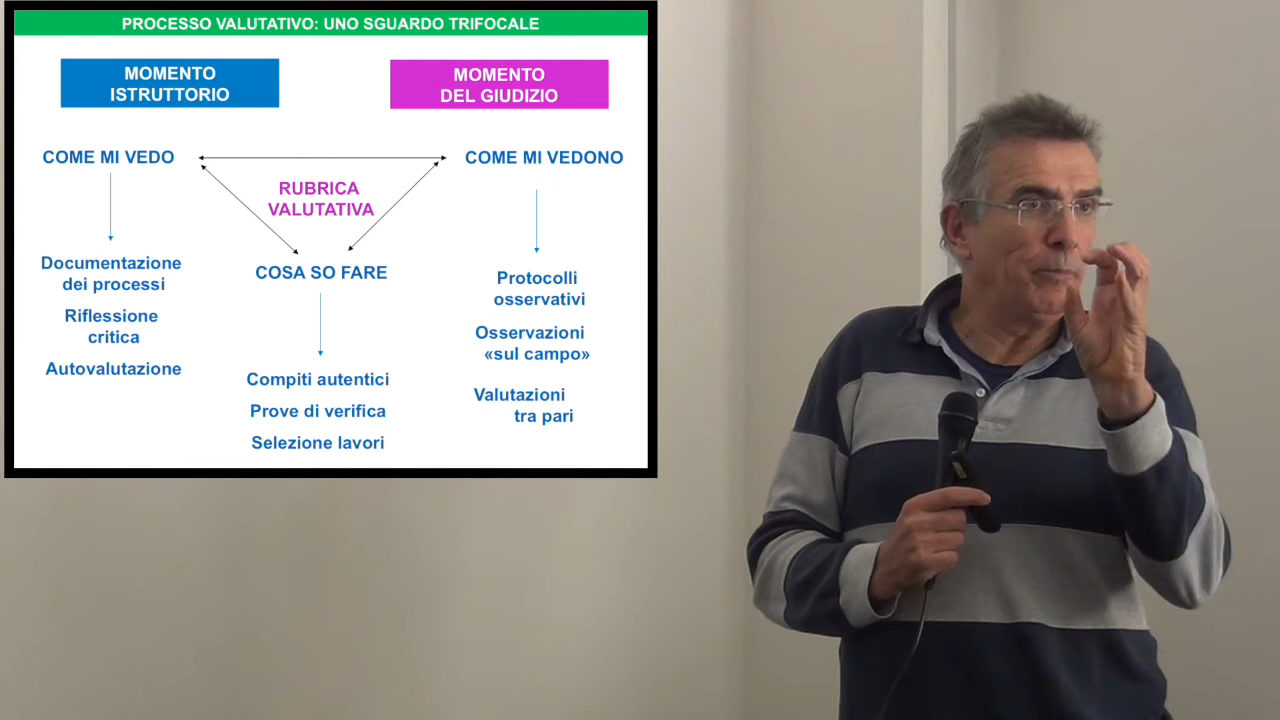 PROCESSO VALUTATIVO: UNO SGUARDO TRIFOCALE
MOMENTO
ISTRUTTORIO
MOMENTO
DEL GIUDIZIO
COME MI VEDO
COME MI VEDONO
RUBRICA
VALUTATIVA
COSA SO FARE
Documentazione
dei processi
Riflessione
critica
Autovalutazione
Compiti autentici
Prove di verifica
Selezione lavori
Protocolli
osservativi
Osservazioni
«sul campo»
Valutazioni
tra pari